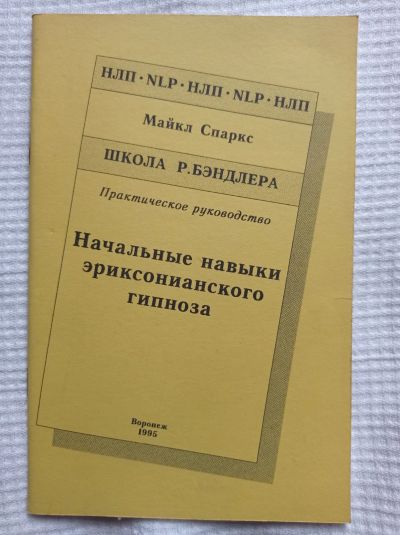 НЛП · NLP · НЛП · NLP · НЛП
Майкл Спаркс
ШКОЛА Р.БЭНДЛЕРА
Практическое руководство
Начальные навыки
эриксонианского
гипноза
Воронеж
1995